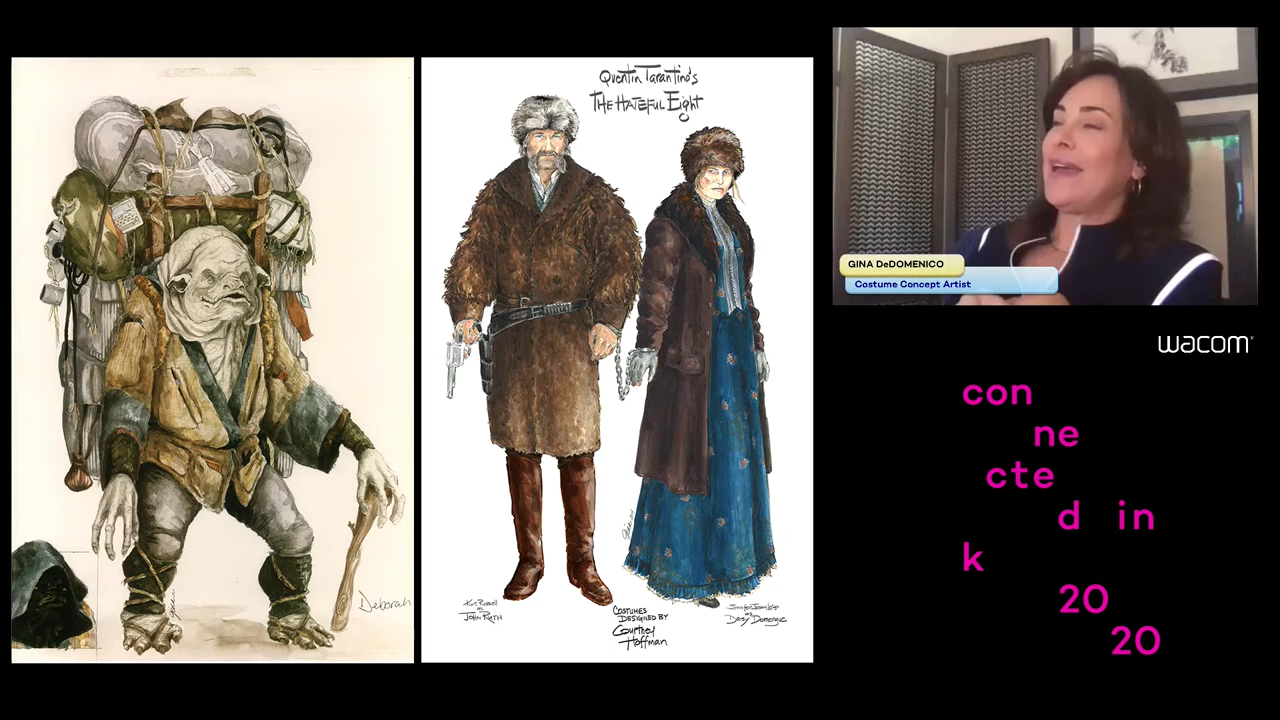 Quentin Tarantino's
THE HATEFUL EIGHT
Deborah
Kurt Russell
as
JOHN RUTH
COSTUMES
DESIGNED BY
Courtney
Hoffman
Jennifer Jason Leigh
as
Daisy Domergue
GINA DeDOMENICO
Costume Concept Artist
wacom
con
ne
cte
d in
k
20
20